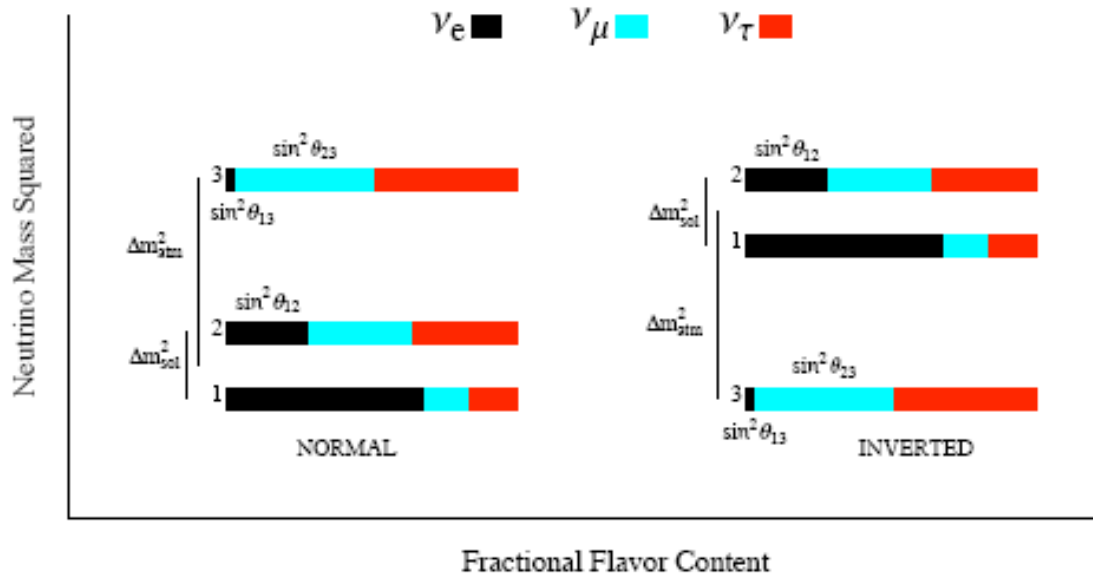 νe νμ ντ
Neutrino Mass Squared
sin²θ₂₃
3
sin²θ₁₃
Δm²atm
sin²θ₁₂
2
Δm²sol
1
NORMAL
sin²θ₁₂
2
Δm²sol
1
Δm²atm
sin²θ₂₃
3
sin²θ₁₃
INVERTED
Fractional Flavor Content